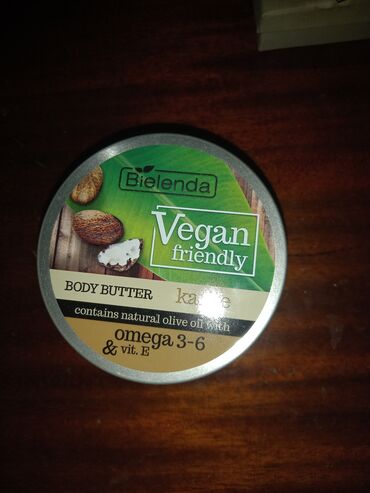 Bielenda
Vegan
friendly
BODY BUTTER
contains natural olive oil with
omega 3-6
& vit. E